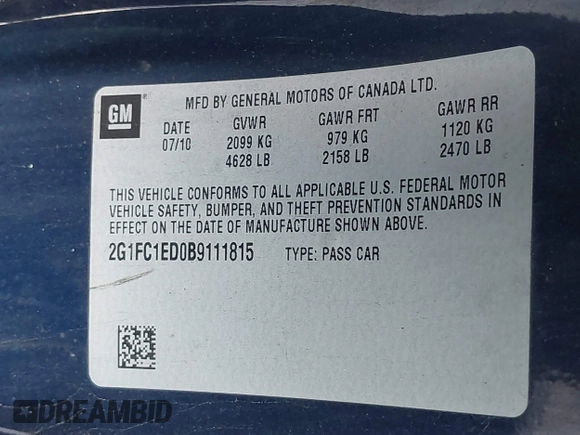 GM
MFD BY GENERAL MOTORS OF CANADA LTD.
DATE GVWR GAWR FRT GAWR RR
07/10 2099 KG 979 KG 1120 KG
4628 LB 2158 LB 2470 LB
THIS VEHICLE CONFORMS TO ALL APPLICABLE U.S. FEDERAL MOTOR
VEHICLE SAFETY, BUMPER, AND THEFT PREVENTION STANDARDS IN
EFFECT ON THE DATE OF MANUFACTURE SHOWN ABOVE.
2G1FC1ED0B9111815 TYPE: PASS CAR
DREAMBID